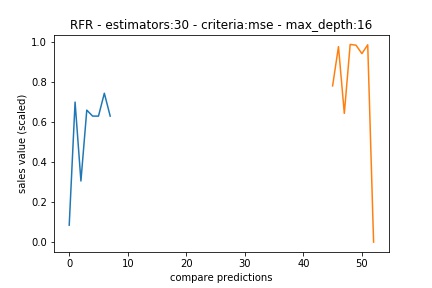 RFR - estimators:30 - criteria:mse - max_depth:16
sales value (scaled)
1.0
0.8
0.6
0.4
0.2
0.0
0 10 20 30 40 50
compare predictions